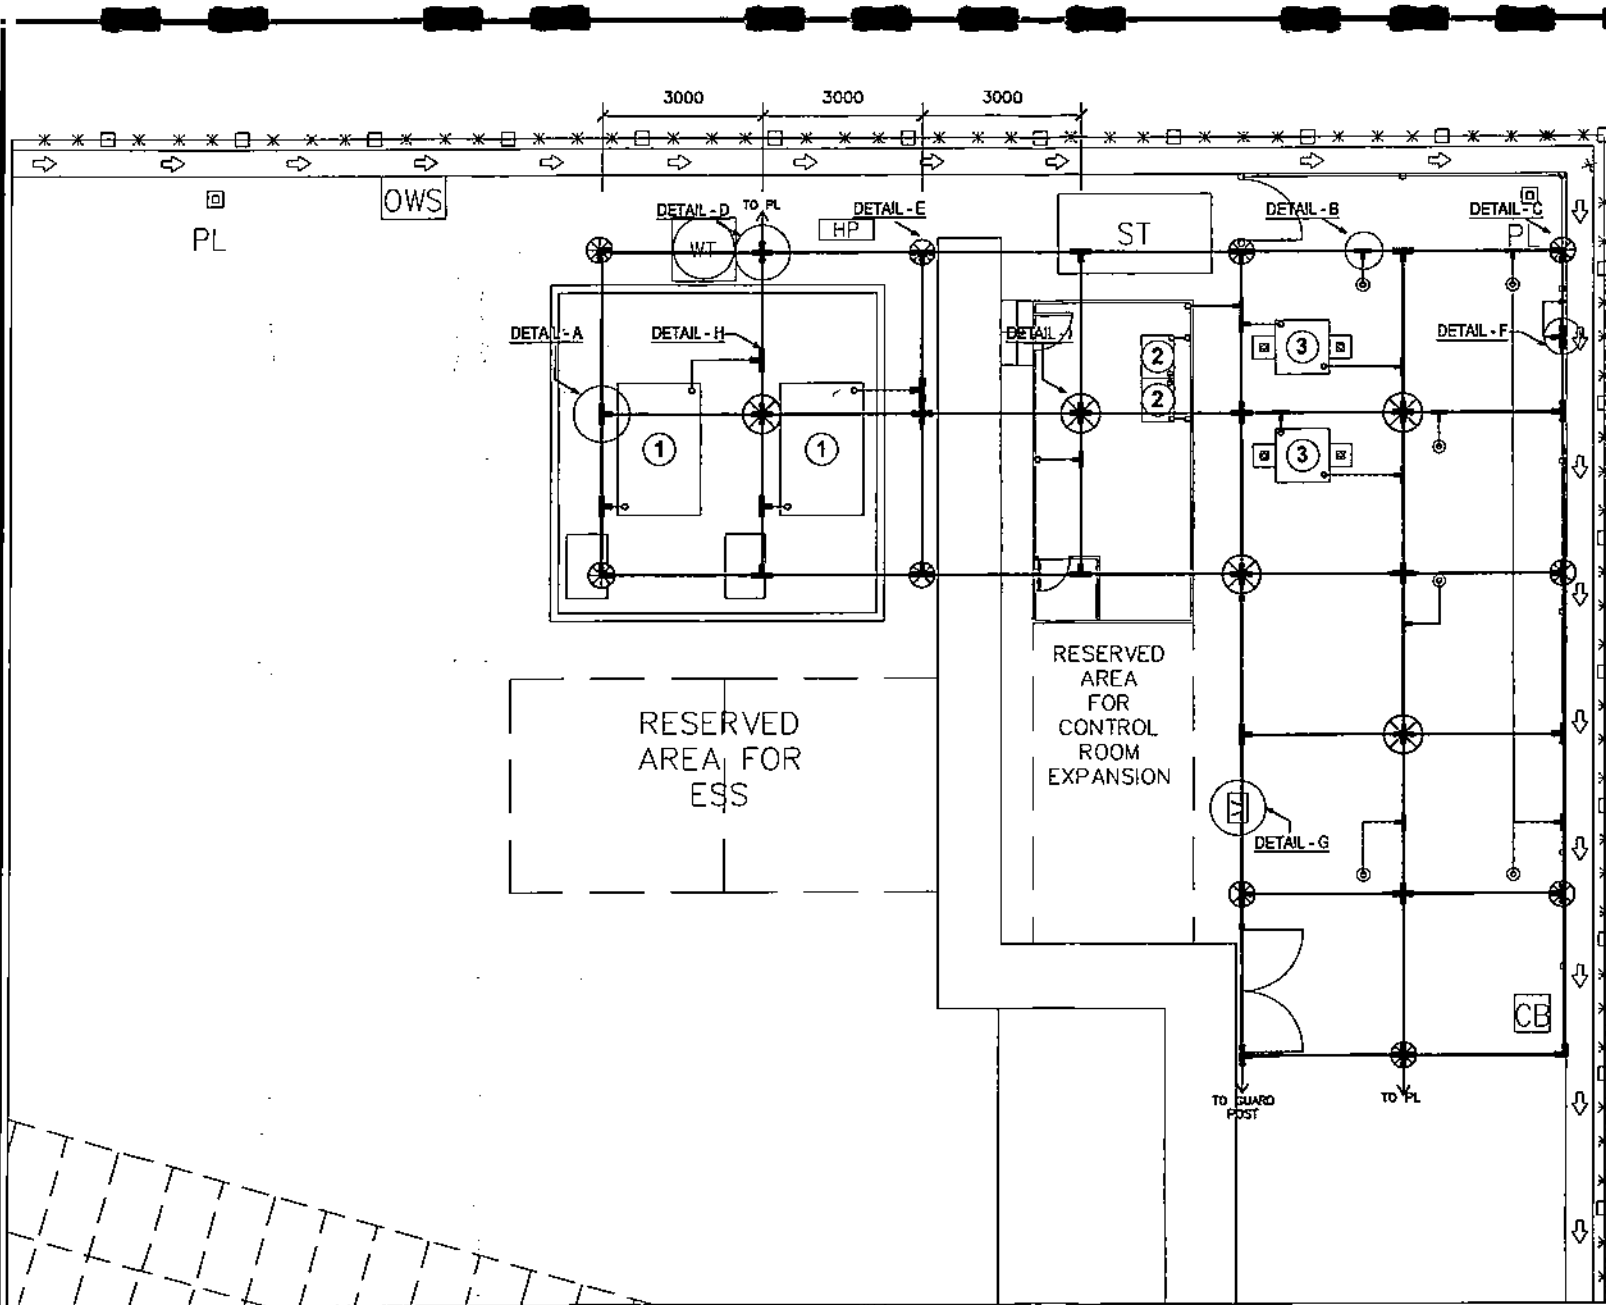 3000
3000
3000
OWS
PL
DETAIL - D
TO PL
DETAIL - E
DETAIL - B
DETAIL - C
WT
HP
ST
PL
DETAIL - A
DETAIL - H
DETAIL - I
DETAIL - F
2
3
2
1
1
3
RESERVED
AREA
FOR
CONTROL
ROOM
EXPANSION
RESERVED
AREA FOR
ESS
V
DETAIL - G
CB
TO GUARD
POST
TO PL